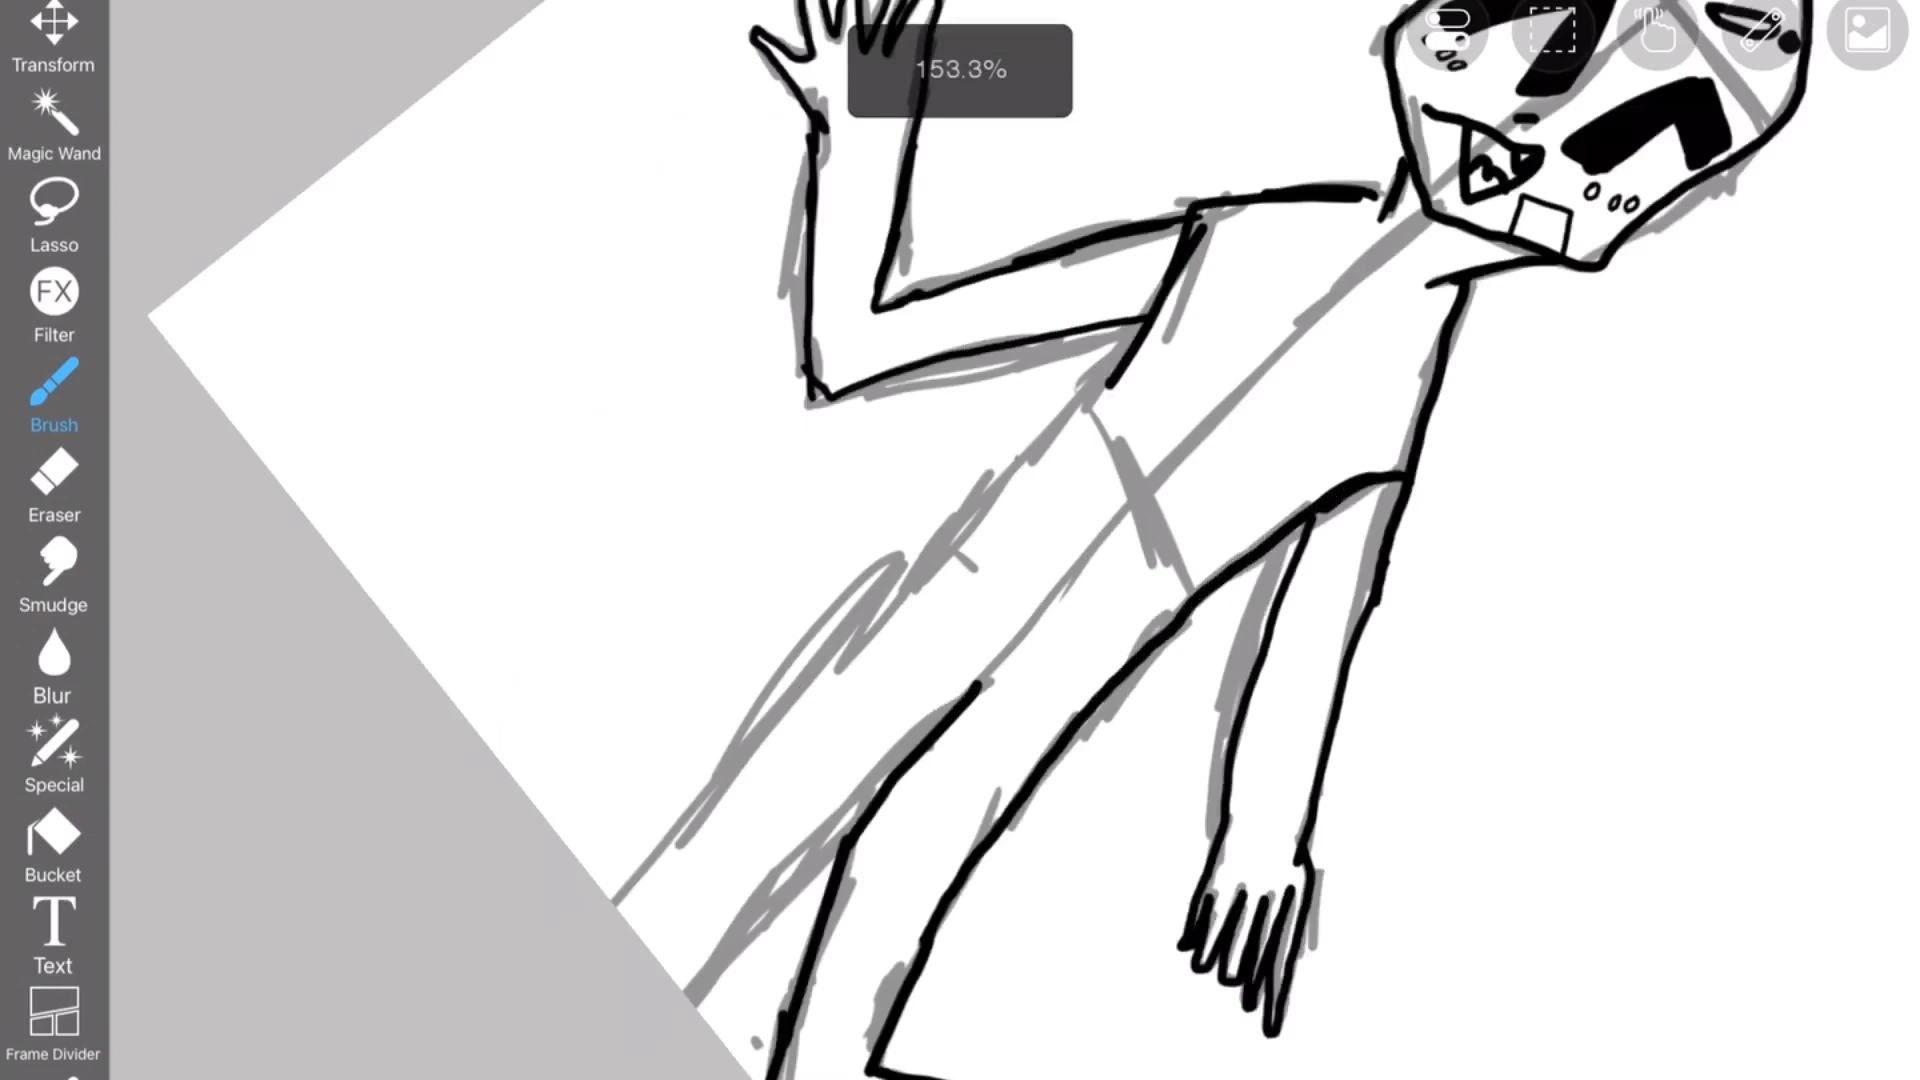 Transform
Magic Wand
Lasso
FX
Filter
Brush
Eraser
Smudge
Blur
Special
Bucket
T
Text
Frame Divider
153.3%